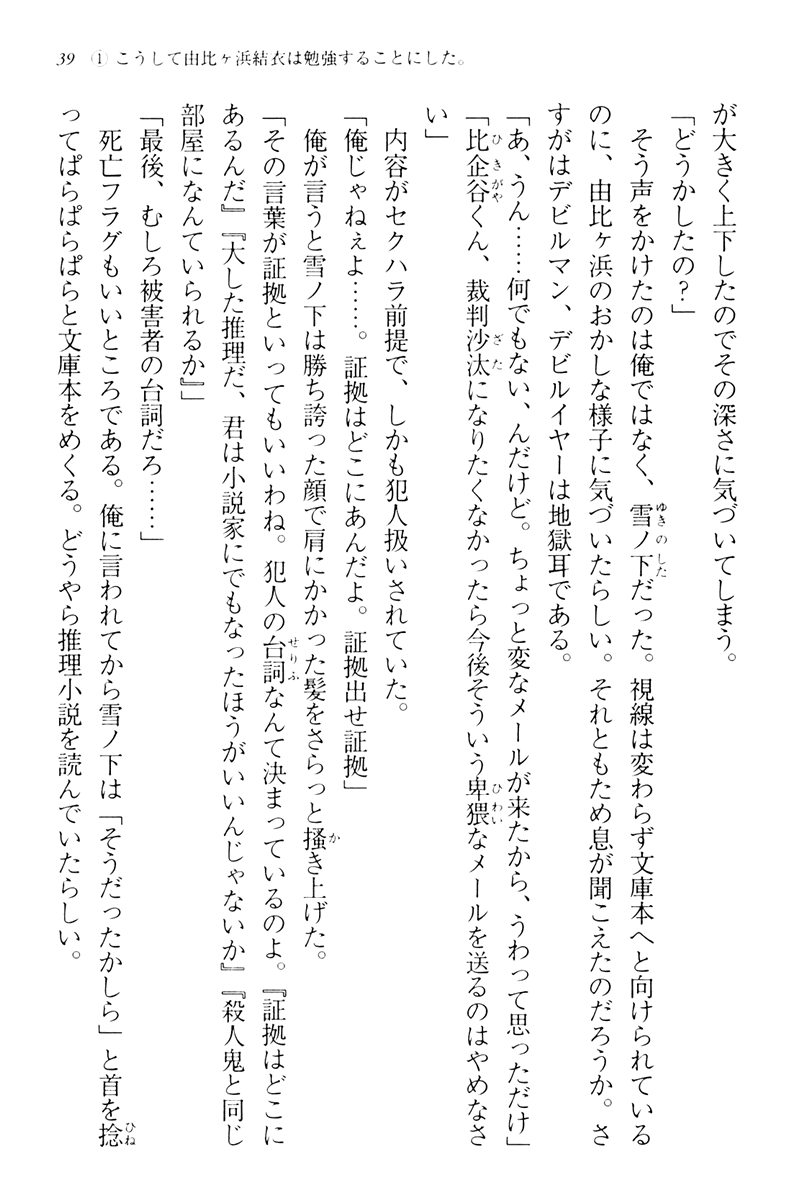 39 ① こうして由比ヶ浜結衣は勉強することにした。
が大きく上下したのでその深さに気づいてしまう。
「どうかしたの？」
そう声をかけたのは俺ではなく、雪ノ下だった。視線は変わらず文庫本へと向けられている
のに、由比ヶ浜のおかしな様子に気づいたらしい。それともため息が聞こえたのだろうか。さ
すがはデビルマン、デビルイヤーは地獄耳である。
「あ、うん……何でもない、んだけど。ちょっと変なメールが来たから、うわって思っただけ」
「比企谷くん、裁判沙汰になりたくなかったら今後そういう卑猥なメールを送るのはやめなさ
い」
内容がセクハラ前提で、しかも犯人扱いされていた。
「俺じゃねぇよ……。証拠はどこにあんだよ。証拠出せ証拠」
俺が言うと雪ノ下は勝ち誇った顔で肩にかかった髪をさらっと掻き上げた。
「その言葉が証拠といってもいいわね。犯人の台詞なんて決まっているのよ。『証拠はどこに
あるんだ』『大した推理だ、君は小説家にでもなったほうがいいんじゃないか』『殺人鬼と同じ
部屋になんていられるか』」
「最後、むしろ被害者の台詞だろ……」
死亡フラグもいいところである。俺に言われてから雪ノ下は「そうだったかしら」と首を捻
ってぱらぱらぱらと文庫本をめくる。どうやら推理小説を読んでいたらしい。